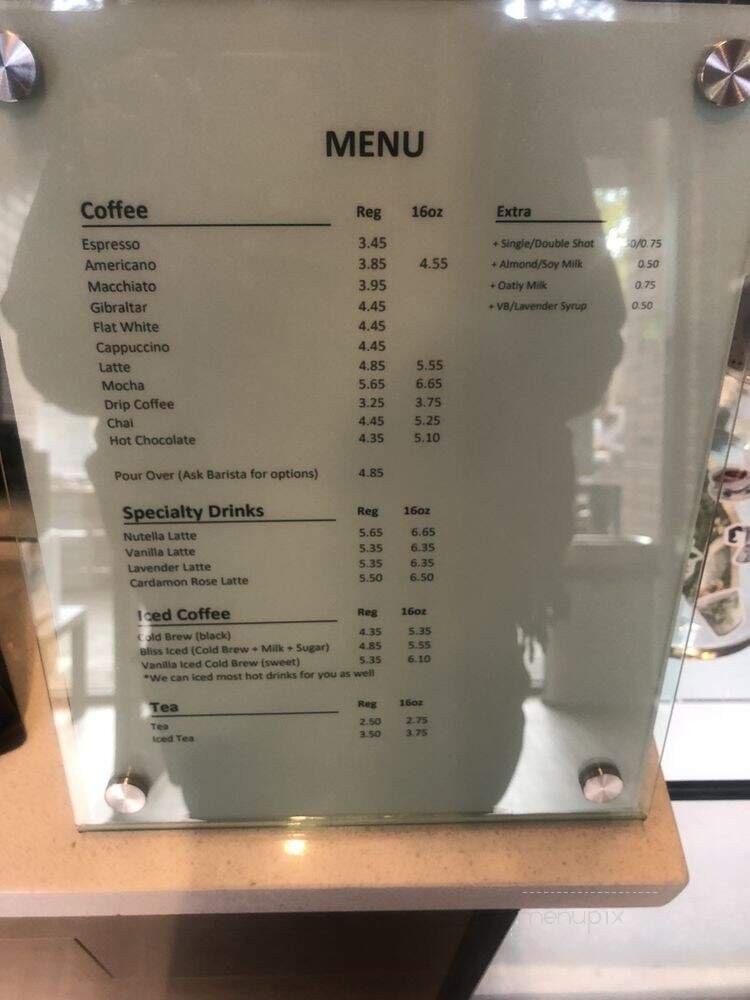 MENU
Coffee Reg 16oz
Espresso 3.45
Americano 3.85 4.55
Macchiato 3.95
Gibraltar 4.45
Flat White 4.45
Cappuccino 4.45
Latte 4.85 5.55
Mocha 5.65 6.65
Drip Coffee 3.25 3.75
Chai 4.45 5.25
Hot Chocolate 4.35 5.10
Pour Over (Ask Barista for options) 4.85
Specialty Drinks Reg 16oz
Nutella Latte 5.65 6.65
Vanilla Latte 5.35 6.35
Lavender Latte 5.35 6.35
Cardamon Rose Latte 5.50 6.50
Iced Coffee Reg 16oz
Cold Brew (black) 4.35 5.35
Bliss Iced (Cold Brew + Milk + Sugar) 4.85 5.55
Vanilla Iced Cold Brew (sweet) 5.35 6.10
*We can iced most hot drinks for you as well
Tea Reg 16oz
Tea 2.50 2.75
Iced Tea 3.50 3.75
Extra
+ Single/Double Shot /0.75
+ Almond/Soy Milk 0.50
+ Oatly Milk 0.75
+ VB/Lavender Syrup 0.50
menupix